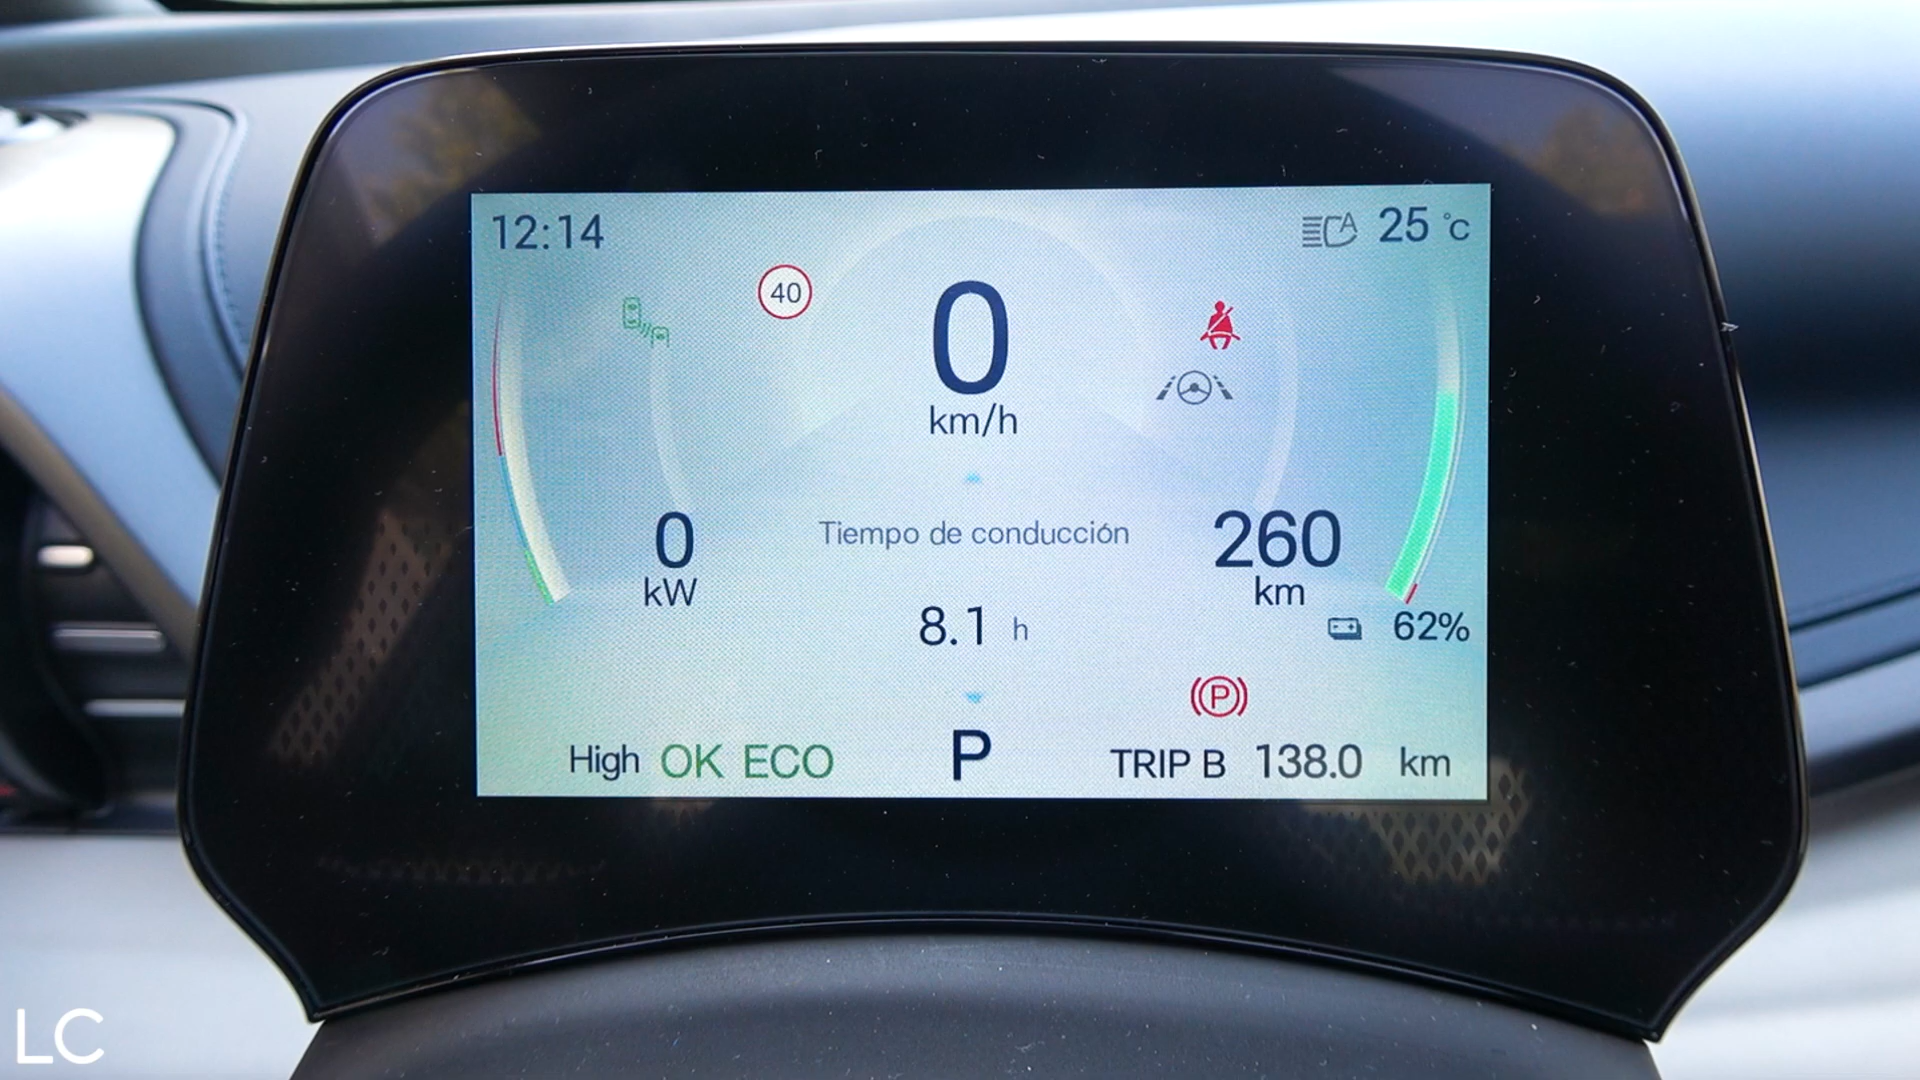 12:14
A 25 °C
40
0
km/h
0
kW
Tiempo de conducción
260
km
8.1 h
62%
P
High OK ECO P TRIP B 138.0 km
LC